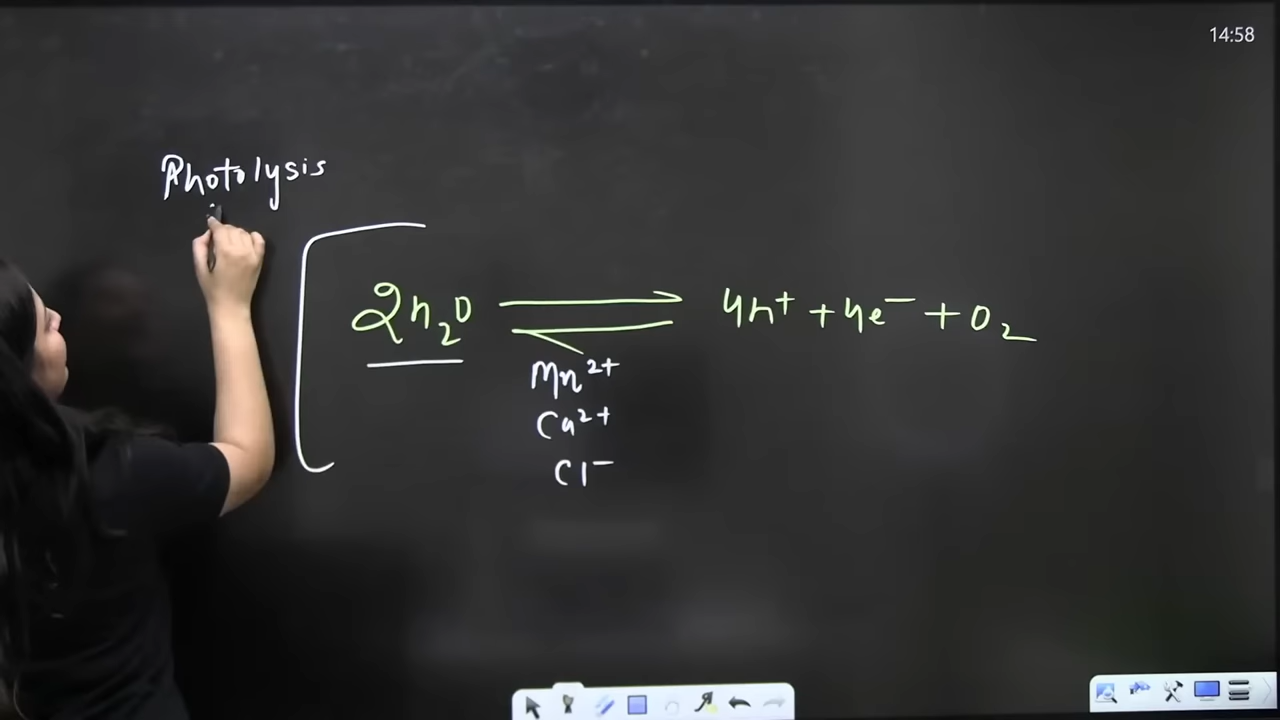 14:58
Photolysis
2H₂O ⇌ 4H⁺ + 4e⁻ + O₂
Mn²⁺
Ca²⁺
Cl⁻